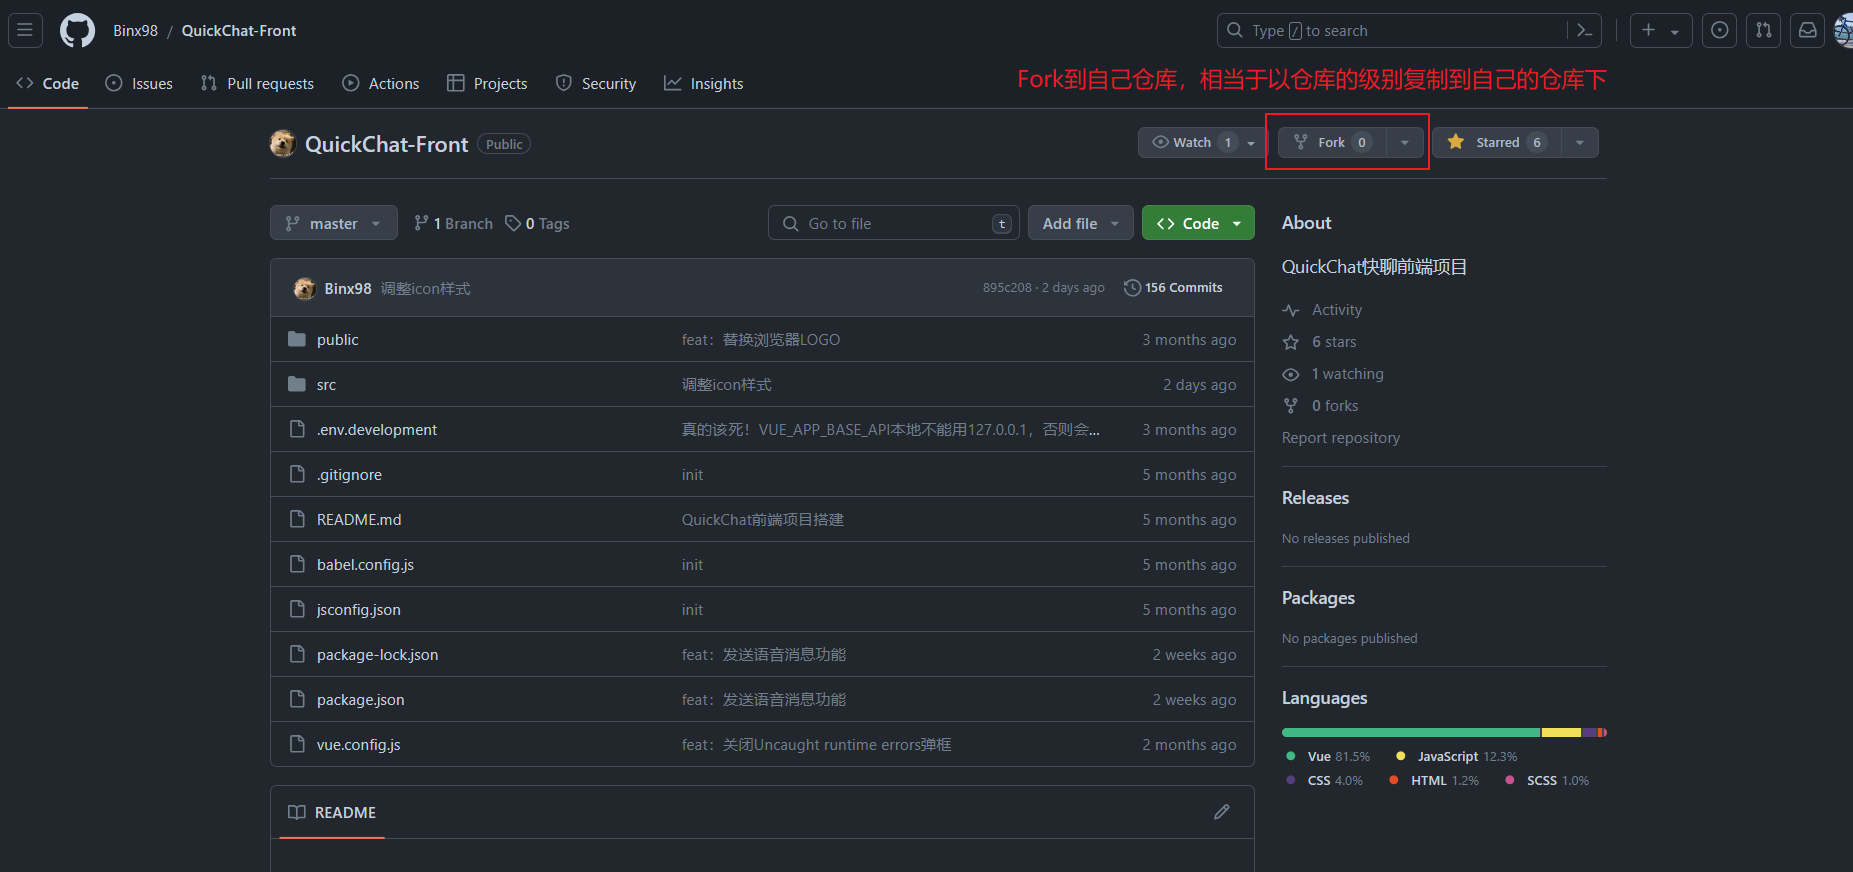 Binx98 / QuickChat-Front
Type / to search
Code Issues Pull requests Actions Projects Security Insights
Fork到自己仓库，相当于以仓库的级别复制到自己的仓库下
QuickChat-Front Public
Watch 1 Fork 0 Starred 6
master 1 Branch 0 Tags
Go to file t Add file Code
Binx98 调整icon样式 895c208 · 2 days ago 156 Commits
public feat：替换浏览器LOGO 3 months ago
src 调整icon样式 2 days ago
.env.development 真的该死！VUE_APP_BASE_API本地不能用127.0.0.1，否则会... 3 months ago
.gitignore init 5 months ago
README.md QuickChat前端项目搭建 5 months ago
babel.config.js init 5 months ago
jsconfig.json init 5 months ago
package-lock.json feat：发送语音消息功能 2 weeks ago
package.json feat：发送语音消息功能 2 weeks ago
vue.config.js feat：关闭Uncaught runtime errors弹框 2 months ago
README
About
QuickChat快聊前端项目
Activity
6 stars
1 watching
0 forks
Report repository
Releases
No releases published
Packages
No packages published
Languages
Vue 81.5% JavaScript 12.3%
CSS 4.0% HTML 1.2% SCSS 1.0%